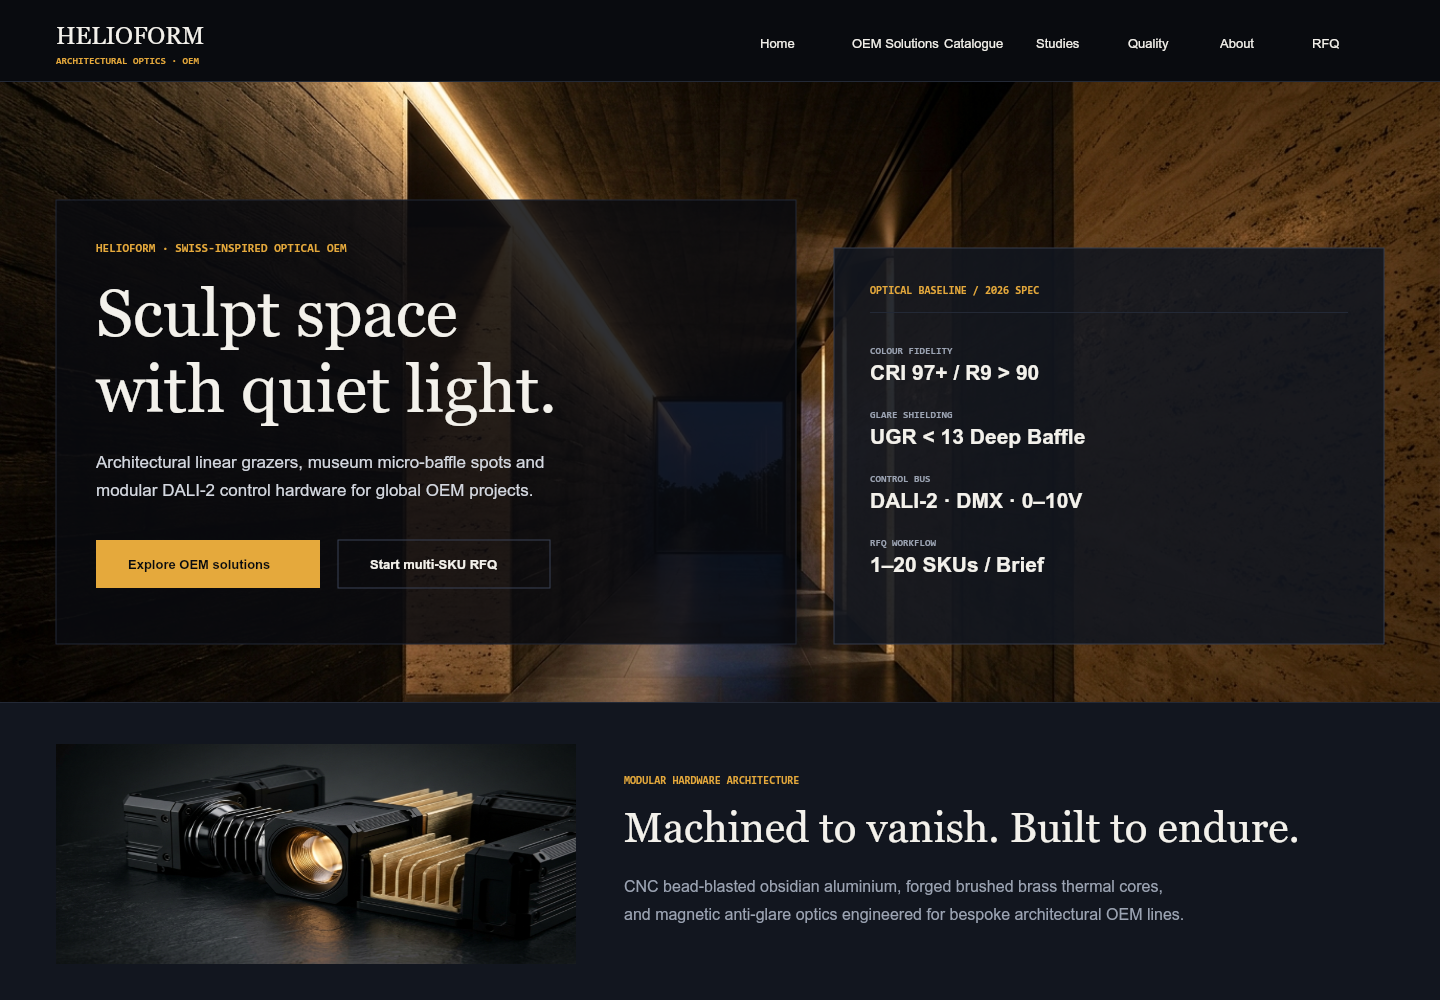 HELIOFORM
ARCHITECTURAL OPTICS · OEM
Home OEM Solutions Catalogue Studies Quality About RFQ
HELIOFORM · SWISS-INSPIRED OPTICAL OEM
Sculpt space
with quiet light.
Architectural linear grazers, museum micro-baffle spots and
modular DALI-2 control hardware for global OEM projects.
Explore OEM solutions
Start multi-SKU RFQ
OPTICAL BASELINE / 2026 SPEC
COLOUR FIDELITY
CRI 97+ / R9 > 90
GLARE SHIELDING
UGR < 13 Deep Baffle
CONTROL BUS
DALI-2 · DMX · 0–10V
RFQ WORKFLOW
1–20 SKUs / Brief
MODULAR HARDWARE ARCHITECTURE
Machined to vanish. Built to endure.
CNC bead-blasted obsidian aluminium, forged brushed brass thermal cores,
and magnetic anti-glare optics engineered for bespoke architectural OEM lines.